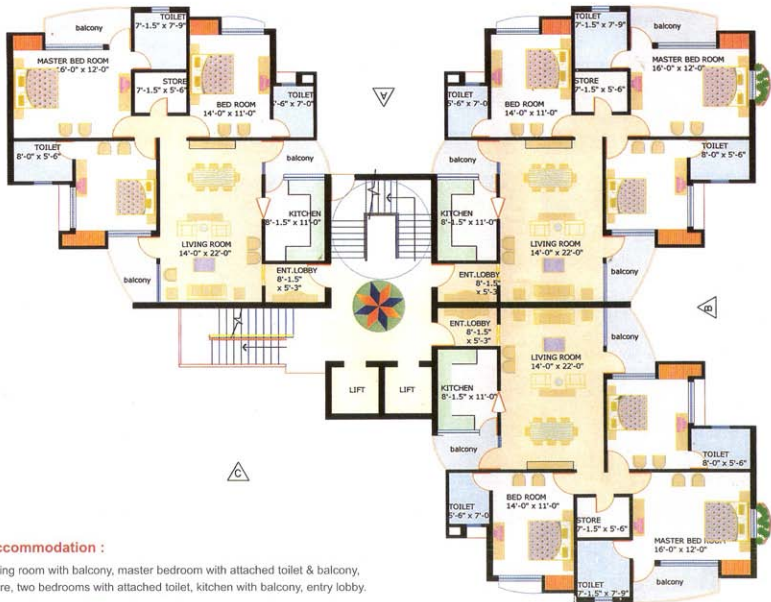 balcony
TOILET
7'-1.5" x 7'-9"
MASTER BED ROOM
16'-0" x 12'-0"
STORE
7'-1.5" x 5'-6"
BED ROOM
14'-0" x 11'-0"
TOILET
5'-6" x 7'-0"
TOILET
8'-0" x 5'-6"
balcony
KITCHEN
8'-1.5" x 11'-0"
LIVING ROOM
14'-0" x 22'-0"
balcony
ENT.LOBBY
8'-1.5"
x 5'-3"
A
TOILET
7'-1.5" x 7'-9"
balcony
MASTER BED ROOM
16'-0" x 12'-0"
STORE
7'-1.5" x 5'-6"
TOILET
5'-6" x 7'-0
BED ROOM
14'-0" x 11'-0"
TOILET
8'-0" x 5'-6"
balcony
KITCHEN
8'-1.5" x 11'-0"
LIVING ROOM
14'-0" x 22'-0"
balcony
ENT.LOBBY
8'-1.5"
x 5'-3
B
ENT.LOBBY
8'-1.5"
x 5'-3"
LIVING ROOM
14'-0" x 22'-0"
balcony
LIFT
LIFT
KITCHEN
8'-1.5" x 11'-0"
balcony
TOILET
8'-0" x 5'-6"
C
BED ROOM
14'-0" x 11'-0"
TOILET
5'-6" x 7'-0
STORE
7'-1.5" x 5'-6"
MASTER BED ROOM
16'-0" x 12'-0"
TOILET
7'-1.5" x 7'-9"
balcony
ccommodation :
ing room with balcony, master bedroom with attached toilet & balcony,
re, two bedrooms with attached toilet, kitchen with balcony, entry lobby.